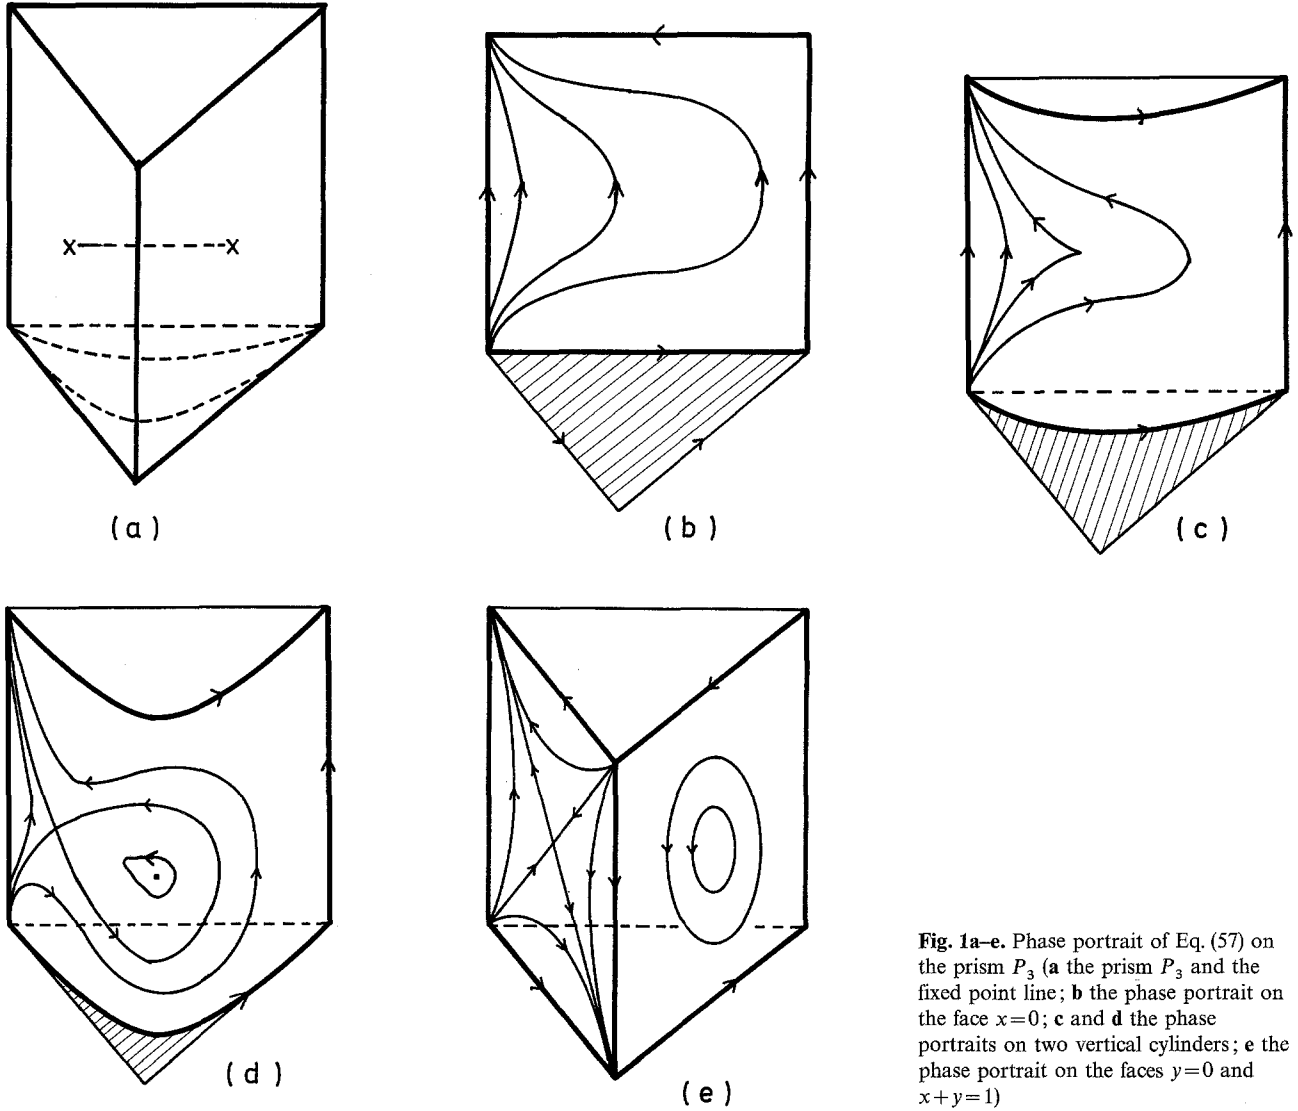 x x
(a)
(b)
(c)
(d)
(e)
Fig. 1a–e. Phase portrait of Eq. (57) on
the prism P₃ (a the prism P₃ and the
fixed point line; b the phase portrait on
the face x=0; c and d the phase
portraits on two vertical cylinders; e the
phase portrait on the faces y=0 and
x+y=1)